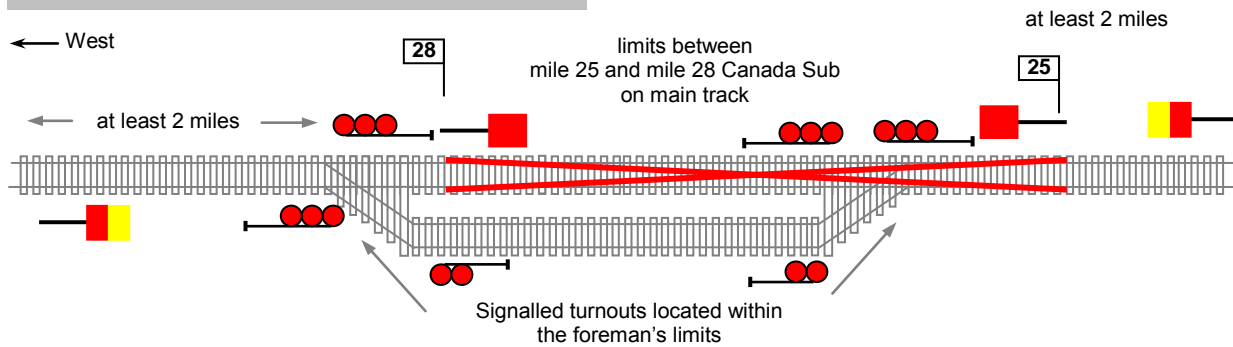 at least 2 miles
West
28
limits between
mile 25 and mile 28 Canada Sub
on main track
25
at least 2 miles
Signalled turnouts located within
the foreman's limits